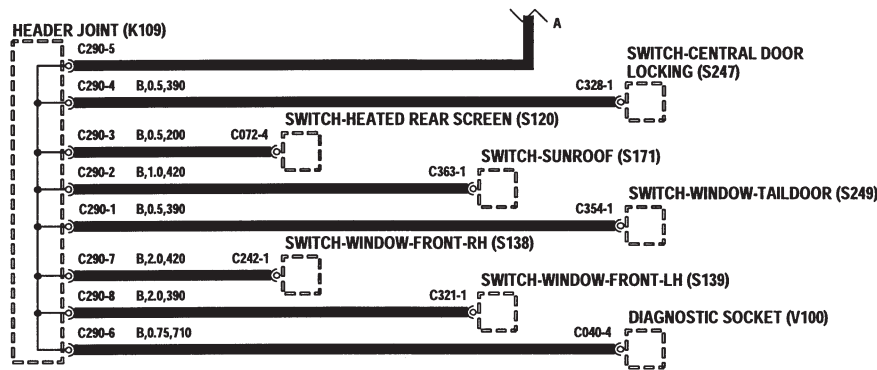 HEADER JOINT (K109)
A
C290-5
SWITCH-CENTRAL DOOR
LOCKING (S247)
C290-4 B,0.5,390 C328-1
SWITCH-HEATED REAR SCREEN (S120)
C290-3 B,0.5,200 C072-4
SWITCH-SUNROOF (S171)
C290-2 B,1.0,420 C363-1
SWITCH-WINDOW-TAILDOOR (S249)
C290-1 B,0.5,390 C354-1
SWITCH-WINDOW-FRONT-RH (S138)
C290-7 B,2.0,420 C242-1
SWITCH-WINDOW-FRONT-LH (S139)
C290-8 B,2.0,390 C321-1
DIAGNOSTIC SOCKET (V100)
C290-6 B,0.75,710 C040-4